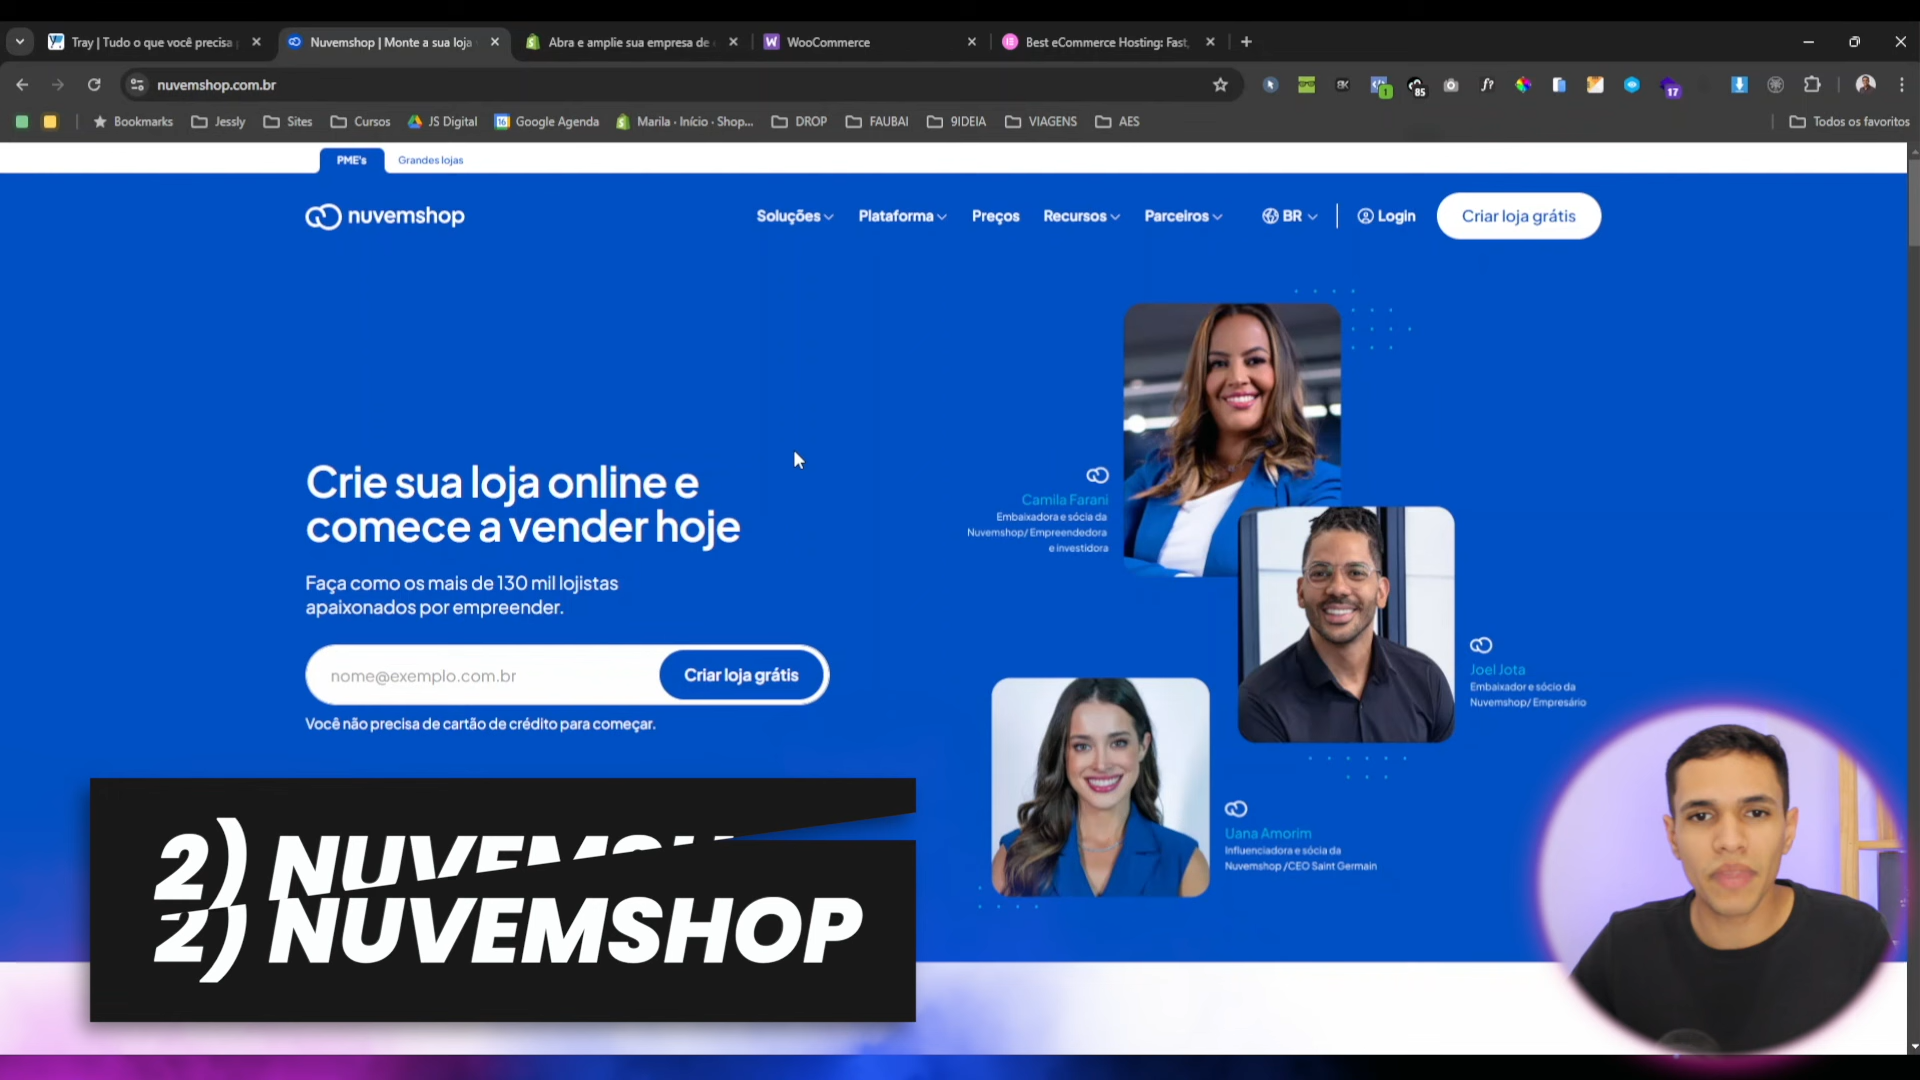 Tray | Tudo o que você precisa
Nuvemshop | Monte a sua loja
Abra e amplie sua empresa de
WooCommerce
Best eCommerce Hosting: Fast,
nuvemshop.com.br
1
85
f?
17
Bookmarks
Jessly
Sites
Cursos
JS Digital
Google Agenda
Marila · Início · Shop...
DROP
FAUBAI
9IDEIA
VIAGENS
AES
Todos os favoritos
PME's
Grandes lojas
nuvemshop
Soluções
Plataforma
Preços
Recursos
Parceiros
BR
Login
Criar loja grátis
Crie sua loja online e
comece a vender hoje
Faça como os mais de 130 mil lojistas
apaixonados por empreender.
nome@exemplo.com.br
Criar loja grátis
Você não precisa de cartão de crédito para começar.
Camila Farani
Embaixadora e sócia da
Nuvemshop/ Empreendedora
e investidora
Joel Jota
Embaixador e sócio da
Nuvemshop/ Empresário
Uana Amorim
Influenciadora e sócia da
Nuvemshop /CEO Saint Germain
2) NUVEMSH
2) NUVEMSHOP